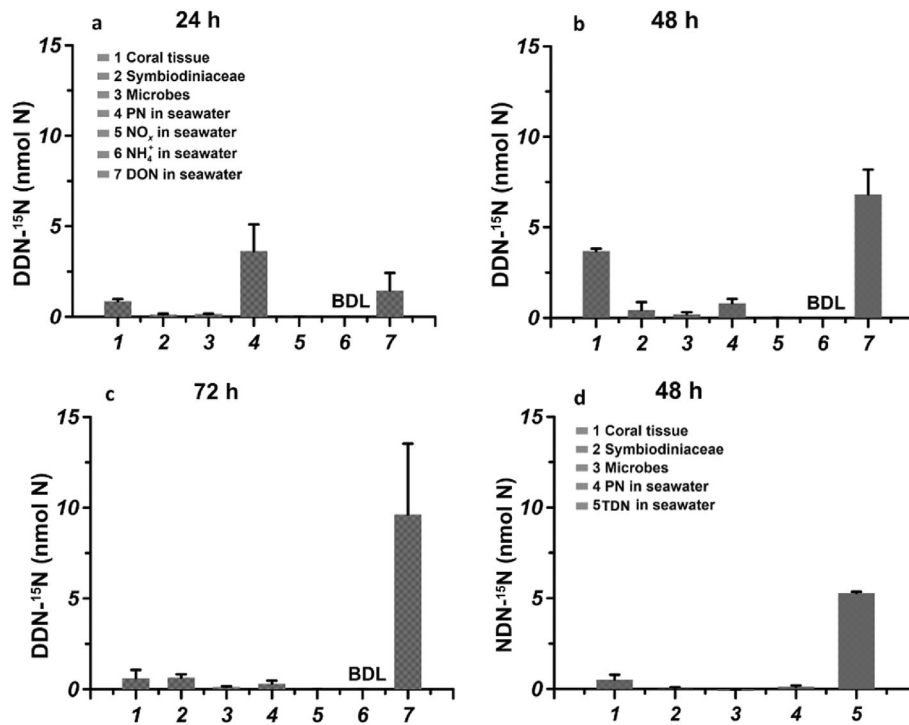 a 24 h
15
10
5
0
DDN-¹⁵N (nmol N)
1 Coral tissue
2 Symbiodiniaceae
3 Microbes
4 PN in seawater
5 NOₓ in seawater
6 NH₄⁺ in seawater
7 DON in seawater
BDL
1 2 3 4 5 6 7
b 48 h
15
10
5
0
DDN-¹⁵N (nmol N)
BDL
1 2 3 4 5 6 7
c 72 h
15
10
5
0
DDN-¹⁵N (nmol N)
BDL
1 2 3 4 5 6 7
d 48 h
15
10
5
0
NDN-¹⁵N (nmol N)
1 Coral tissue
2 Symbiodiniaceae
3 Microbes
4 PN in seawater
5TDN in seawater
1 2 3 4 5